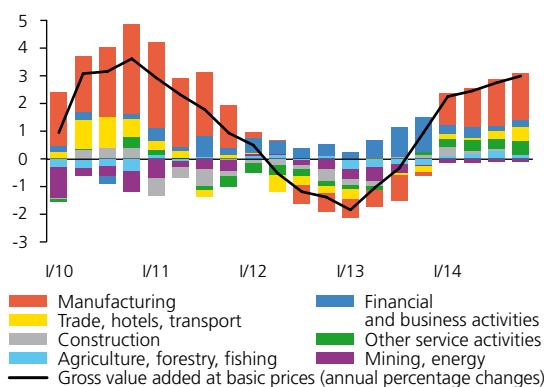 5
4
3
2
1
0
-1
-2
-3
I/10 I/11 I/12 I/13 I/14
Manufacturing
Trade, hotels, transport
Construction
Agriculture, forestry, fishing
Financial
and business activities
Other service activities
Mining, energy
Gross value added at basic prices (annual percentage changes)